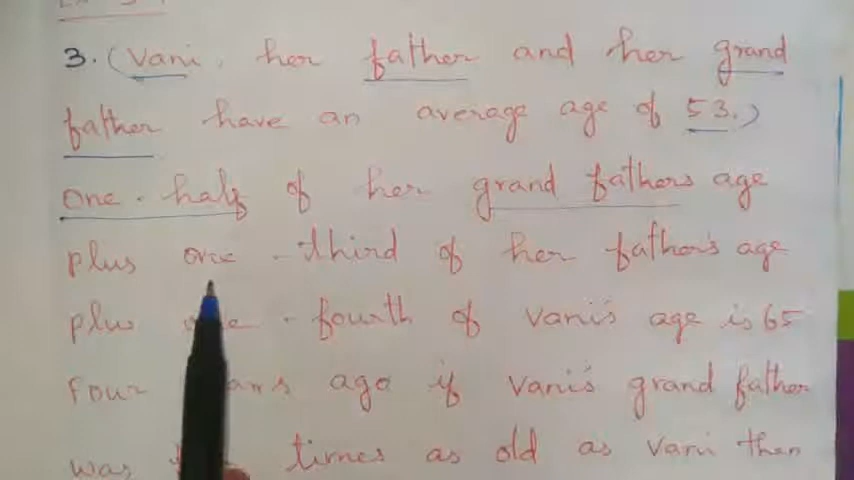 3. (Vani, her father and her grand
father have an average age of 53.)
one-half of her grand fathers age
plus one-third of her father's age
plus -fourth of vani's age is 65
Four ago if vani's grand father
was times as old as vani then